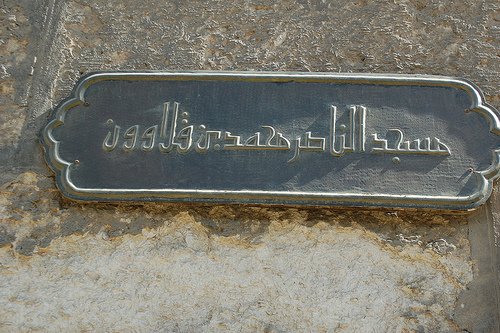 مسجد الناصر محمد بن قلاوون